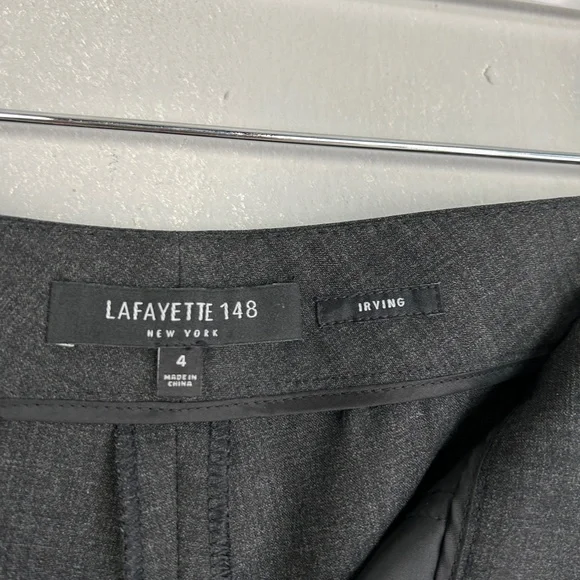 LAFAYETTE 148
NEW YORK
IRVING
4
MADE IN
CHINA